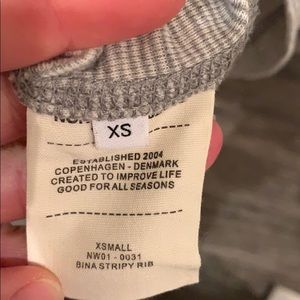 XS
ESTABLISHED 2004
COPENHAGEN - DENMARK
CREATED TO IMPROVE LIFE
GOOD FOR ALL SEASONS
XSMALL
NW01 - 0031
BINA STRIPY RIB